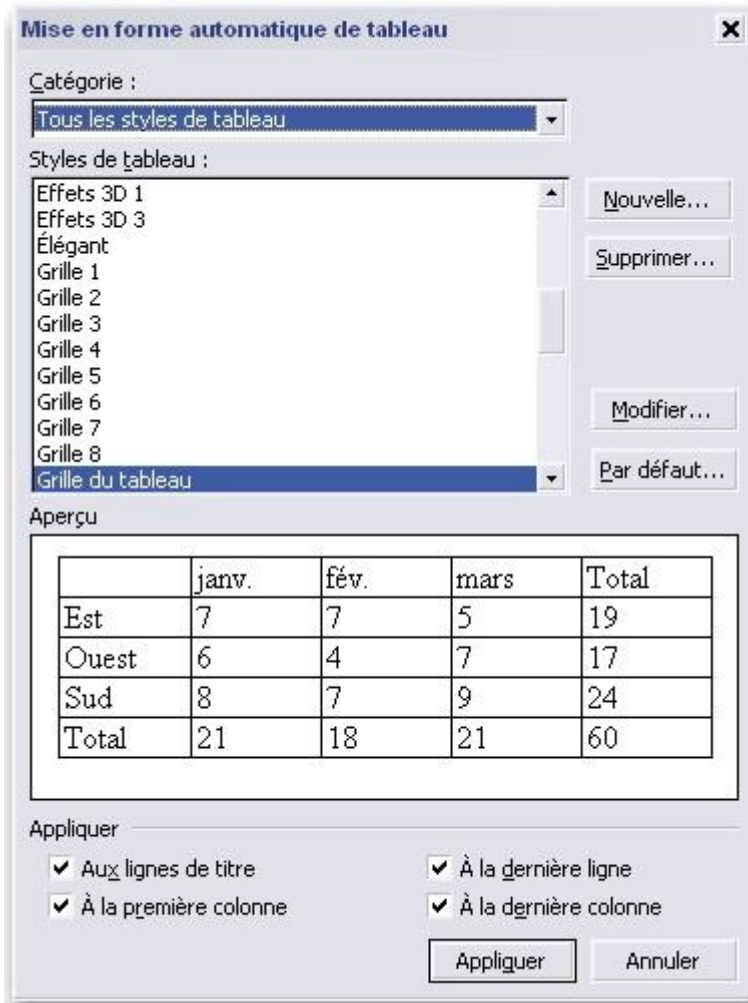 Mise en forme automatique de tableau
Catégorie :
Tous les styles de tableau
Styles de tableau :
Effets 3D 1
Effets 3D 3
Élégant
Grille 1
Grille 2
Grille 3
Grille 4
Grille 5
Grille 6
Grille 7
Grille 8
Grille du tableau
Nouvelle...
Supprimer...
Modifier...
Par défaut...
Aperçu
janv. fév. mars Total
Est 7 7 5 19
Ouest 6 4 7 17
Sud 8 7 9 24
Total 21 18 21 60
Appliquer
Aux lignes de titre
À la dernière ligne
À la première colonne
À la dernière colonne
Appliquer
Annuler